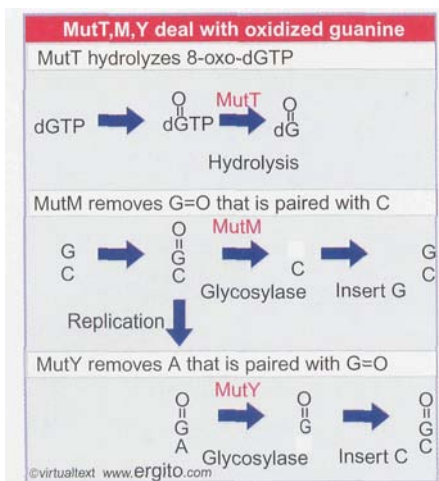 MutT,M,Y deal with oxidized guanine
MutT hydrolyzes 8-oxo-dGTP
O
=
dGTP dGTP MutT dG
Hydrolysis
MutM removes G=O that is paired with C
MutM
O
=
G G G
C C C C
Glycosylase Insert G
Replication
MutY removes A that is paired with G=O
MutY
O O O
= = =
G G G
A C
Glycosylase Insert C
©virtualtext www.ergito.com